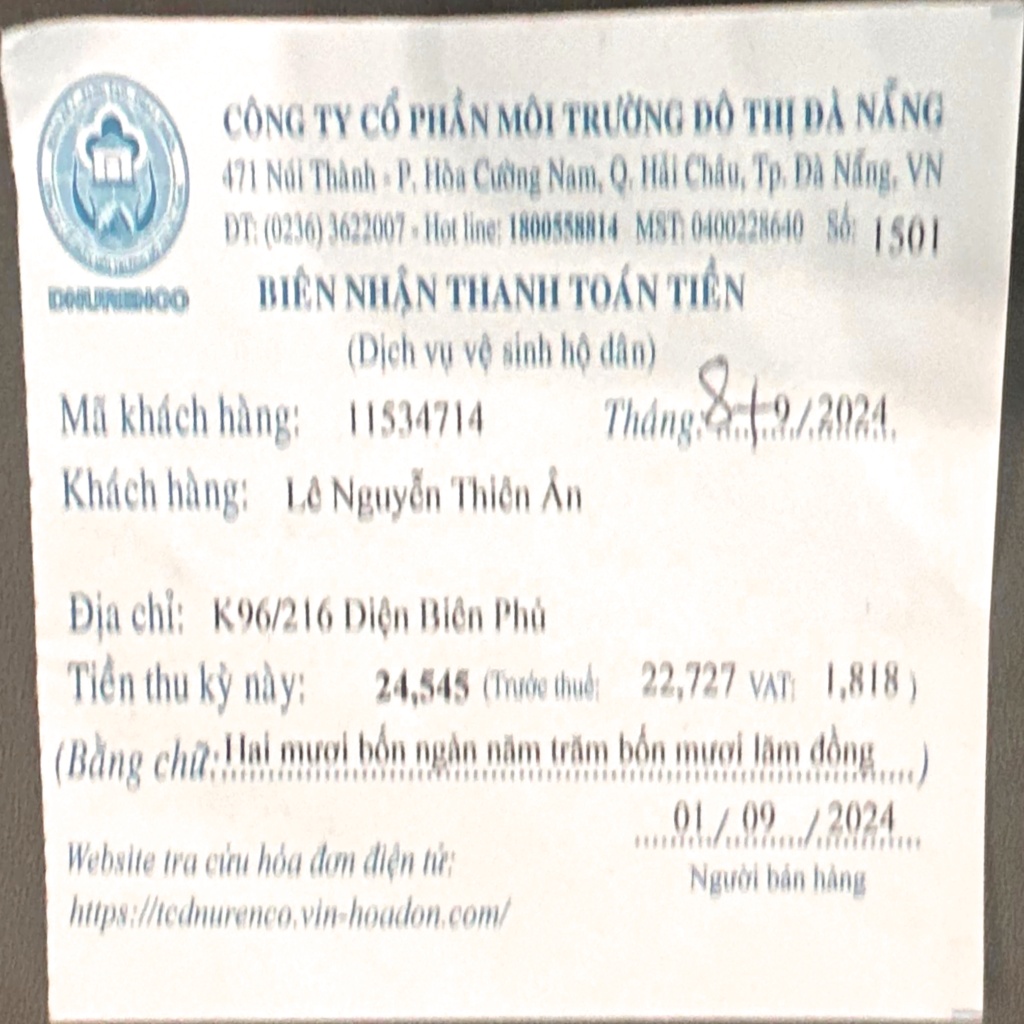 CÔNG TY CỔ PHẦN MÔI TRƯỜNG ĐÔ THỊ ĐÀ NẴNG
471 Núi Thành - P. Hòa Cường Nam, Q. Hải Châu, Tp. Đà Nẵng, VN
ĐT: (0236) 3622007 - Hot line: 1800558814 MST: 0400228640 Số: 1501
DNURENCO
BIÊN NHẬN THANH TOÁN TIỀN
(Dịch vụ vệ sinh hộ dân)
Mã khách hàng: 11534714 Tháng: 8+9/2024
Khách hàng: Lê Nguyễn Thiên Ân
Địa chỉ: K96/216 Điện Biên Phủ
Tiền thu kỳ này: 24,545 (Trước thuế: 22,727 VAT: 1,818 )
(Bằng chữ: Hai mươi bốn ngàn năm trăm bốn mươi lăm đồng )
01 / 09 / 2024
Người bán hàng
Website tra cứu hóa đơn điện tử:
https://tcdnurenco.vin-hoadon.com/